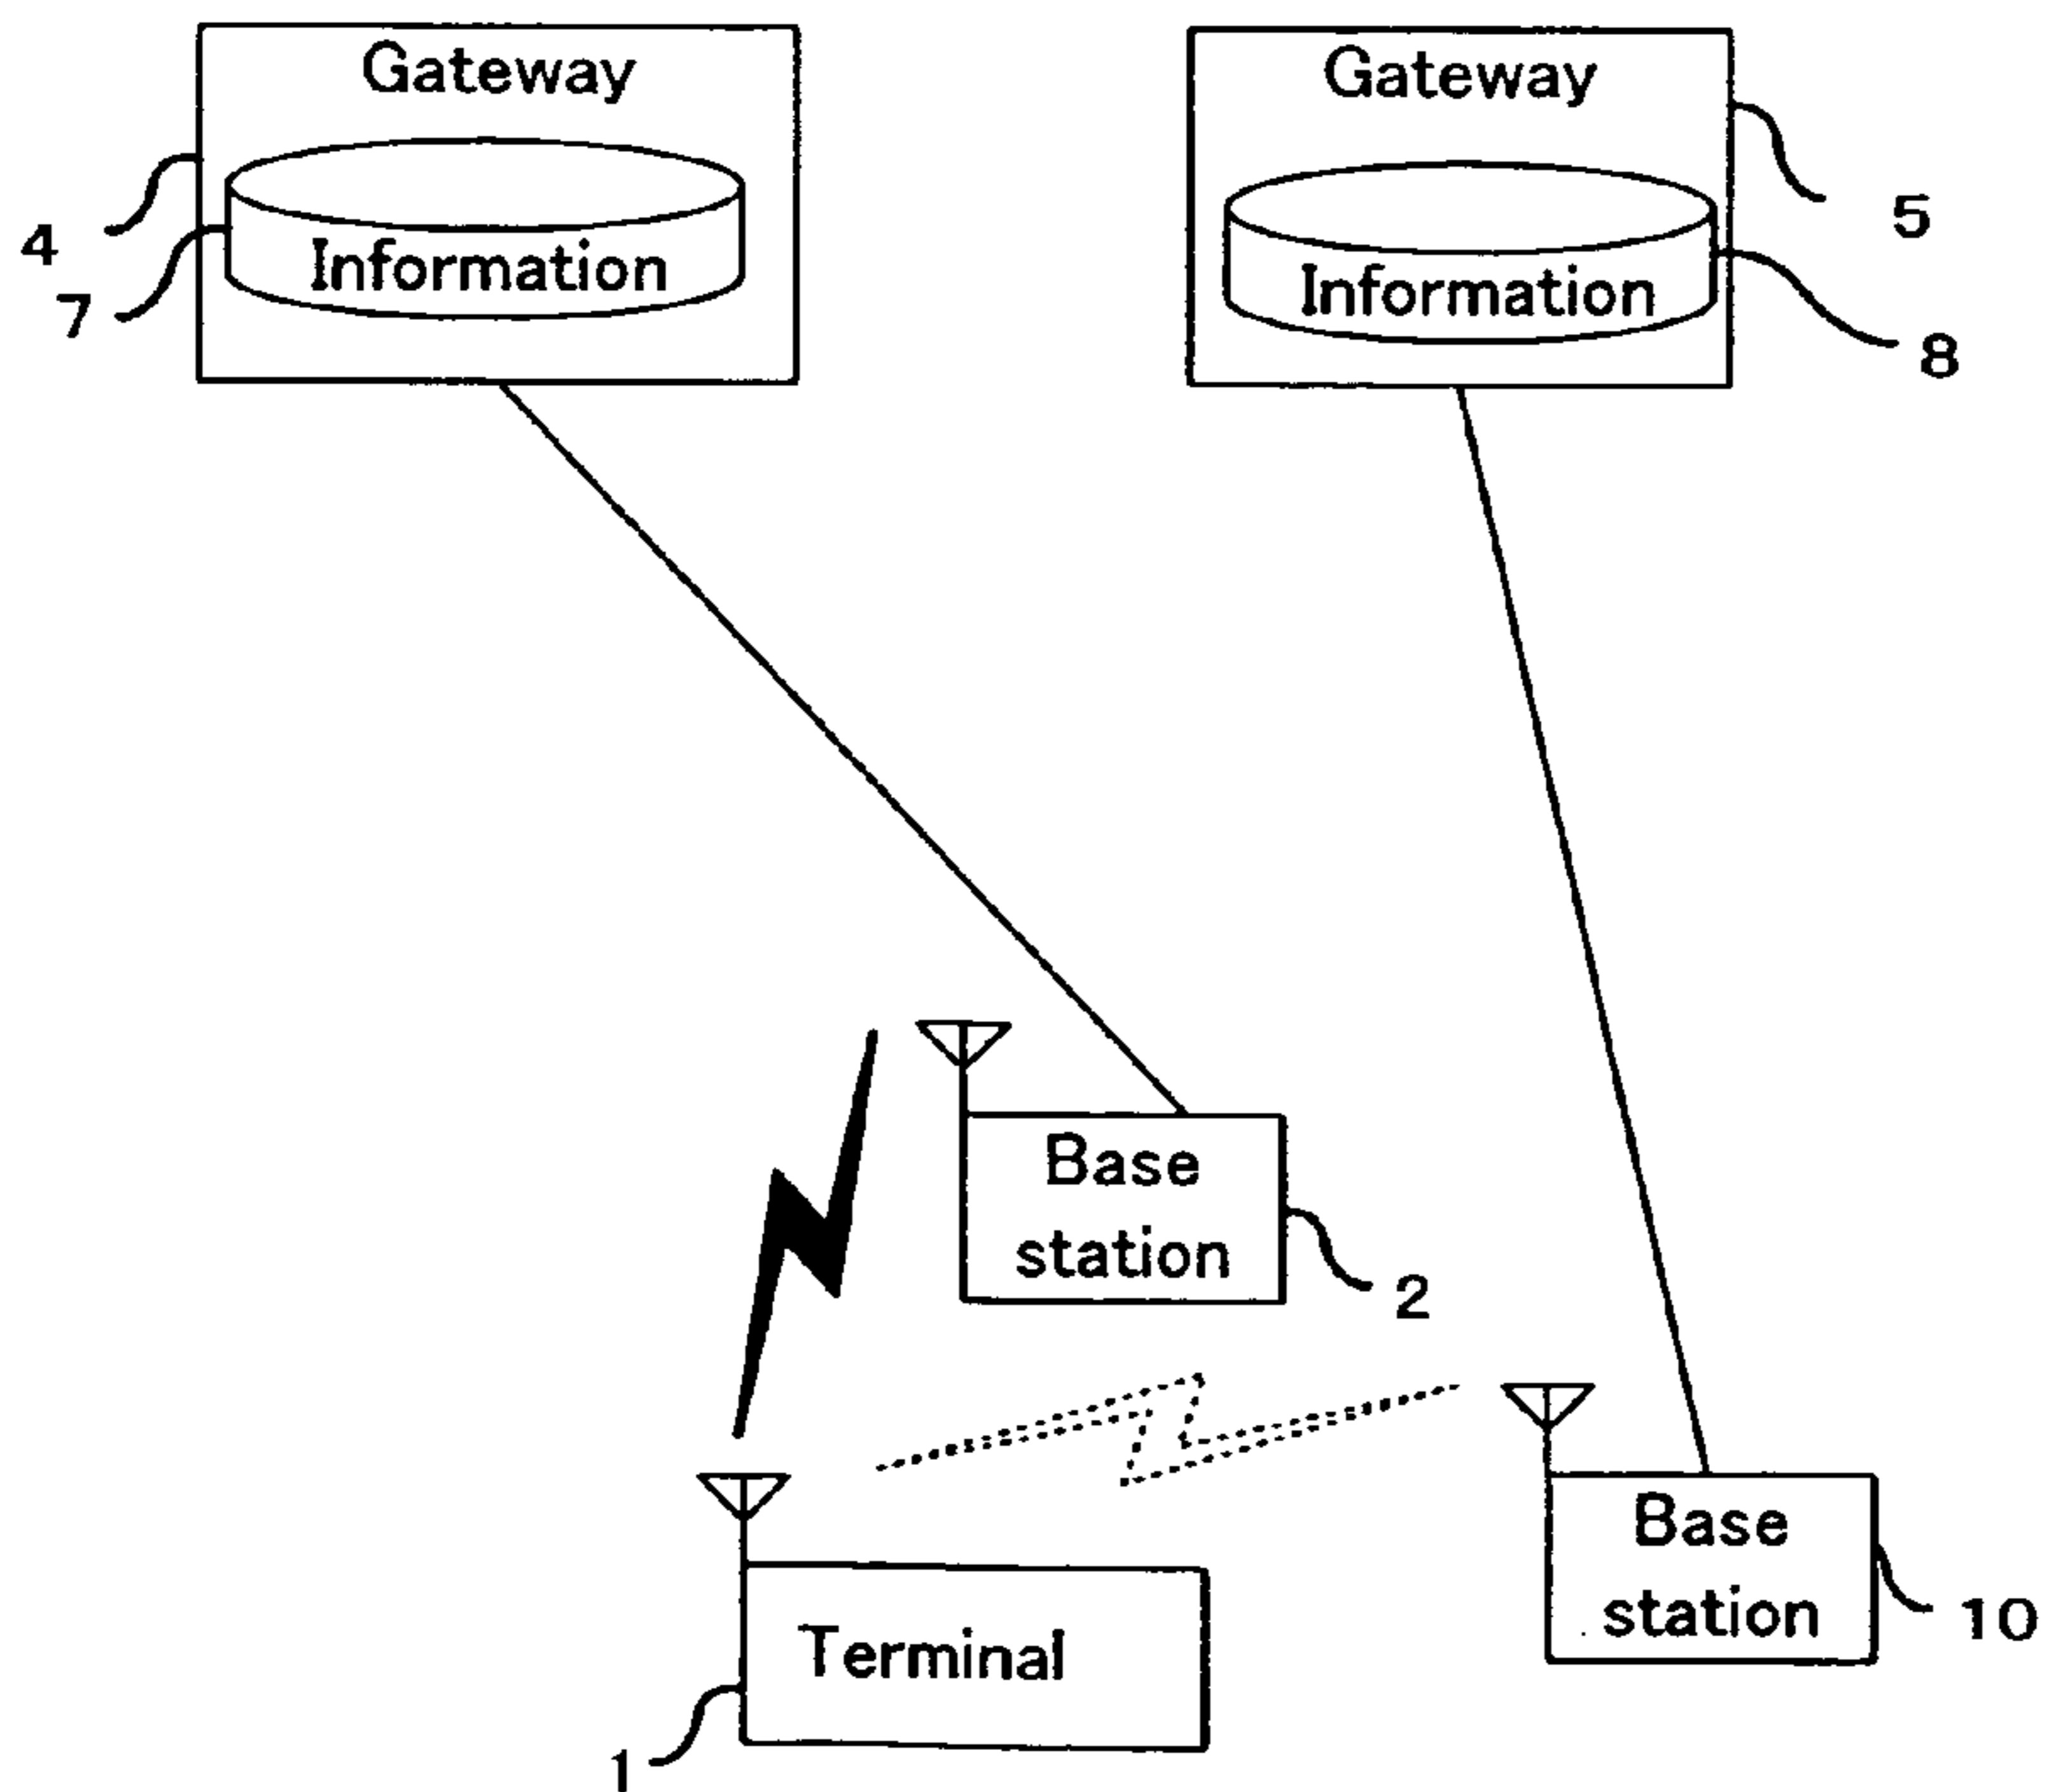 Gateway
Information
4
7
Gateway
Information
5
8
Base
station
2
Base
station
10
Terminal
1